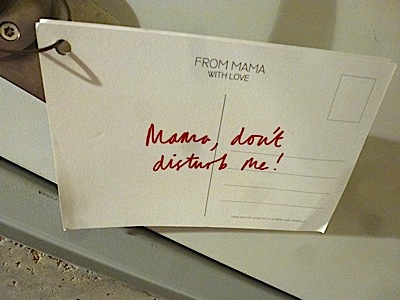 FROM MAMA
WITH LOVE
Mama, don't
disturb me!